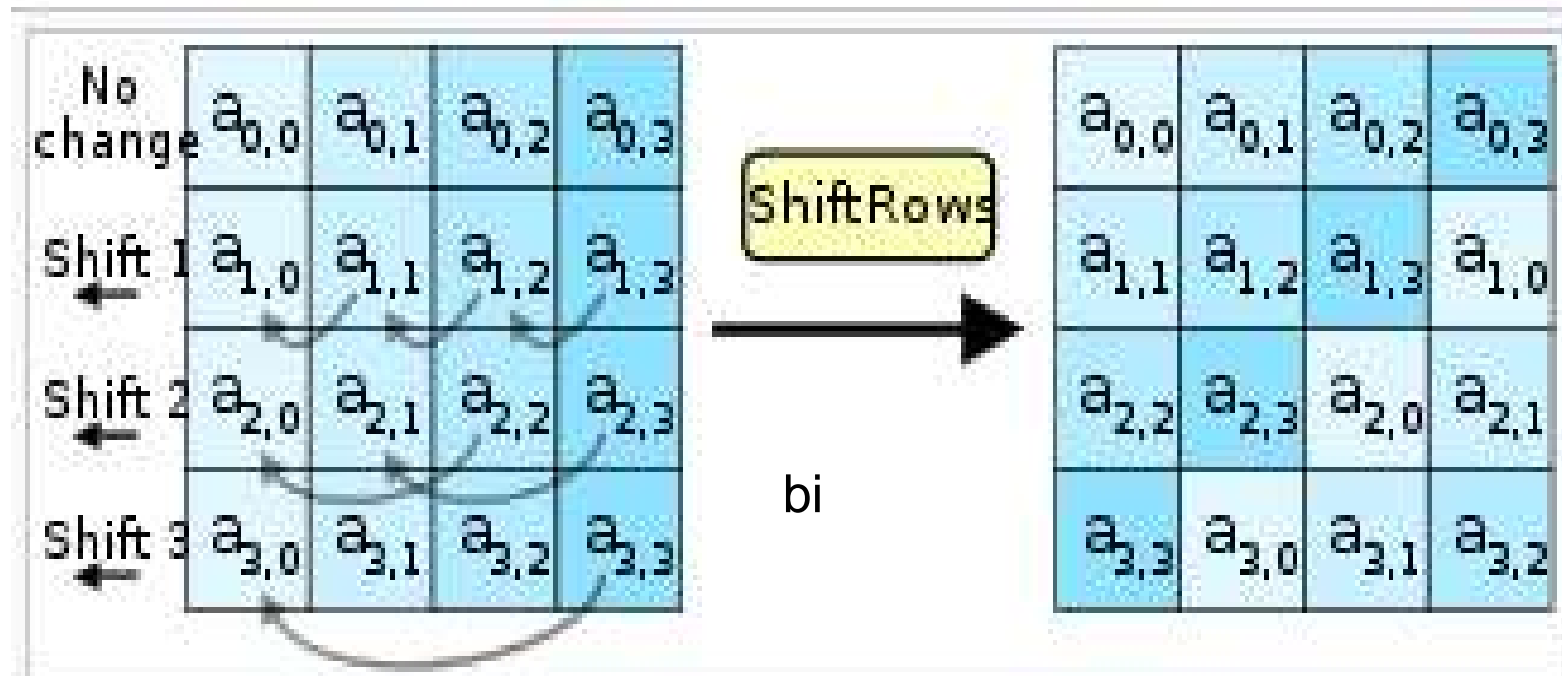 No
change
a0,0 a0,1 a0,2 a0,3
Shift 1
a1,0 a1,1 a1,2 a1,3
Shift 2
a2,0 a2,1 a2,2 a2,3
Shift 3
a3,0 a3,1 a3,2 a3,3
ShiftRows
bi
a0,0 a0,1 a0,2 a0,3
a1,1 a1,2 a1,3 a1,0
a2,2 a2,3 a2,0 a2,1
a3,3 a3,0 a3,1 a3,2